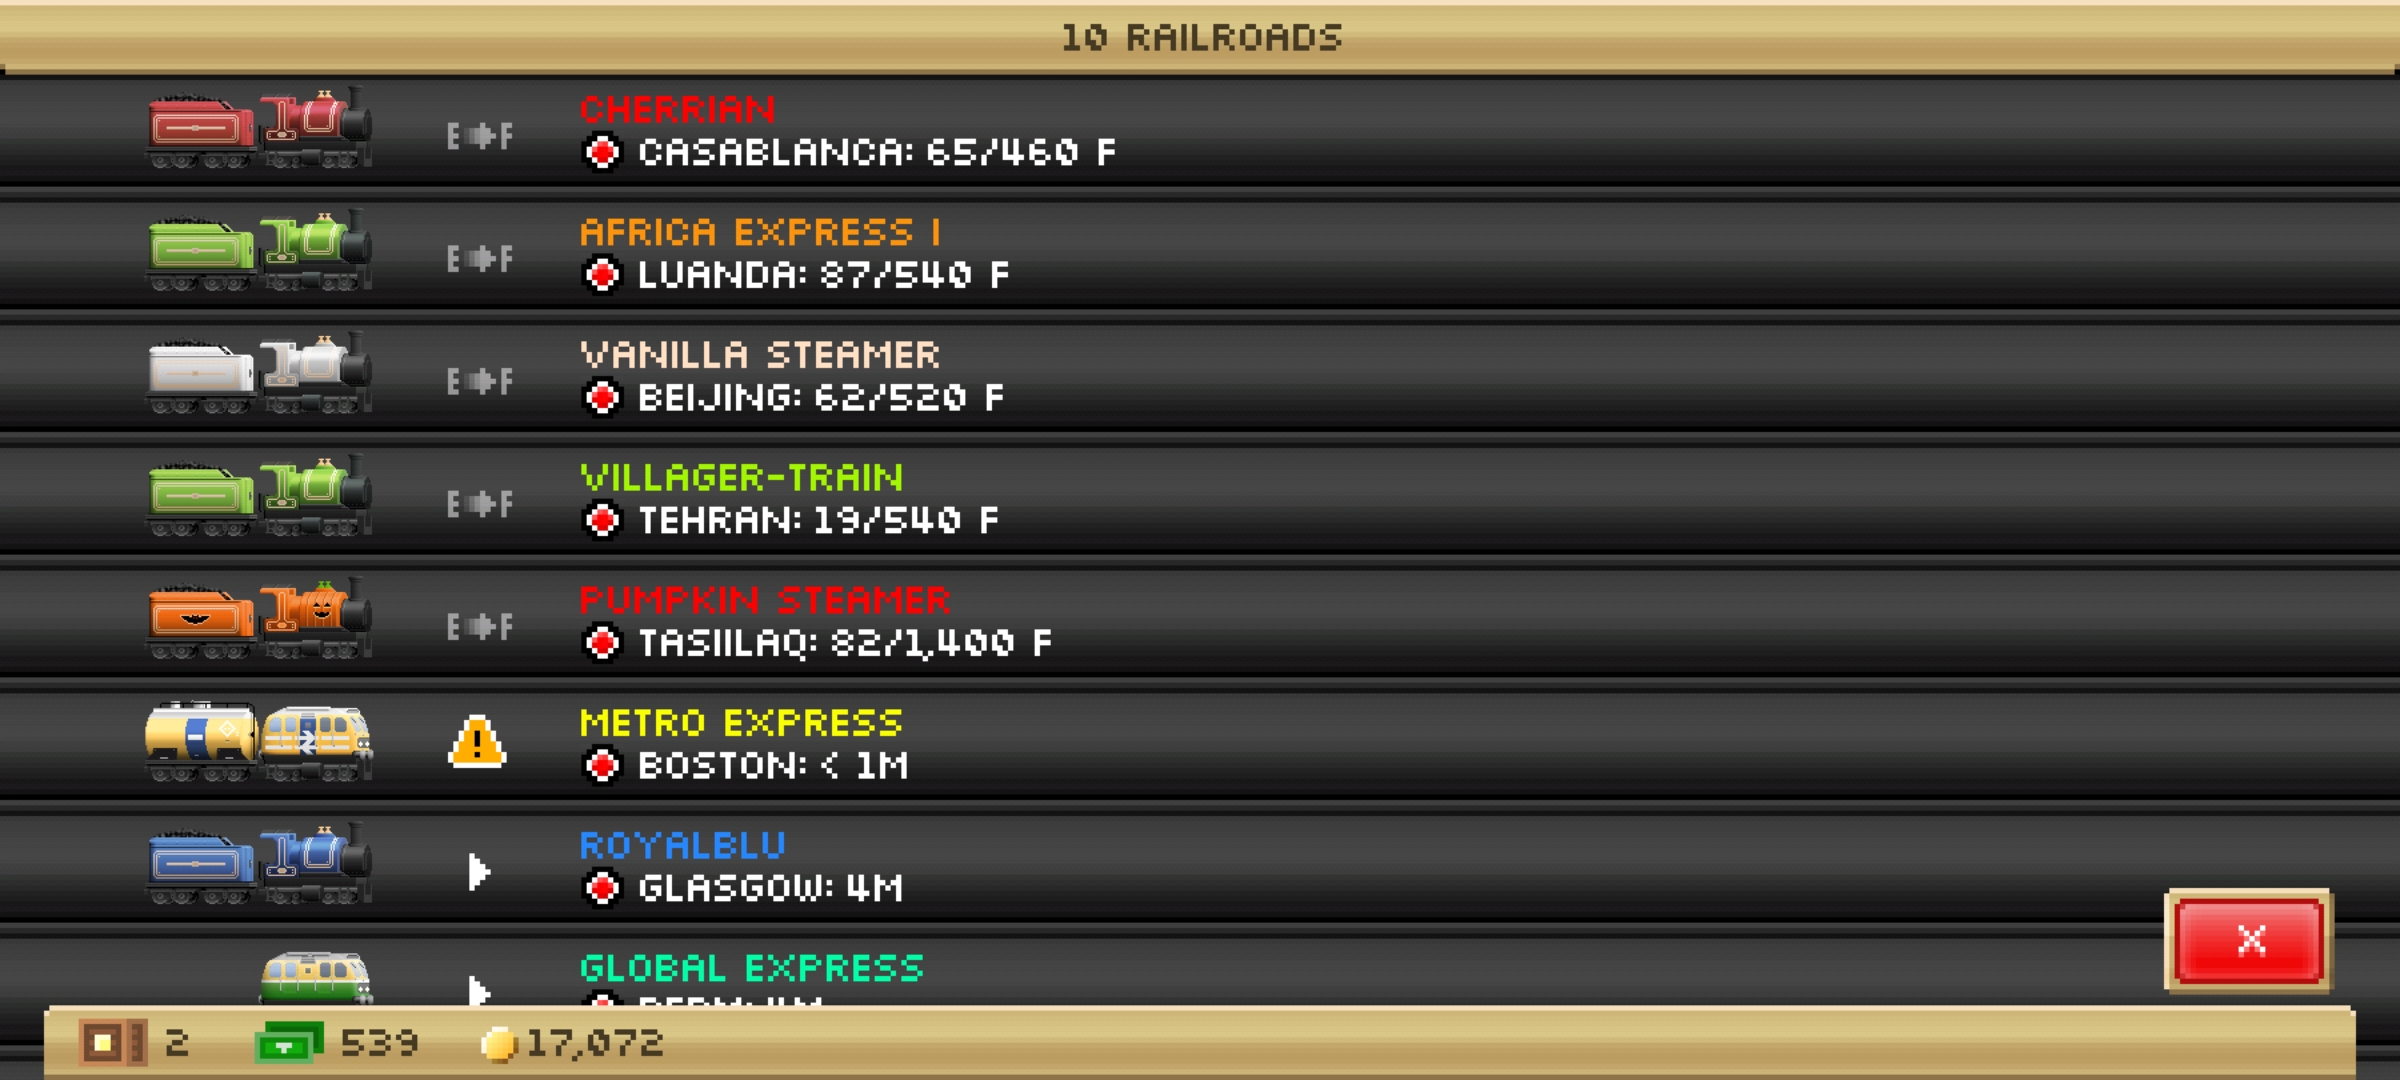 10 RAILROADS
CHERRIAN
E F
CASABLANCA: 65/460 F
AFRICA EXPRESS I
E F
LUANDA: 87/540 F
VANILLA STEAMER
E F
BEIJING: 62/520 F
VILLAGER-TRAIN
E F
TEHRAN: 19/540 F
PUMPKIN STEAMER
E F
TASIILAQ: 82/1,400 F
METRO EXPRESS
!
BOSTON: < 1M
ROYALBLU
GLASGOW: 4M
X
GLOBAL EXPRESS
2 539 17,072